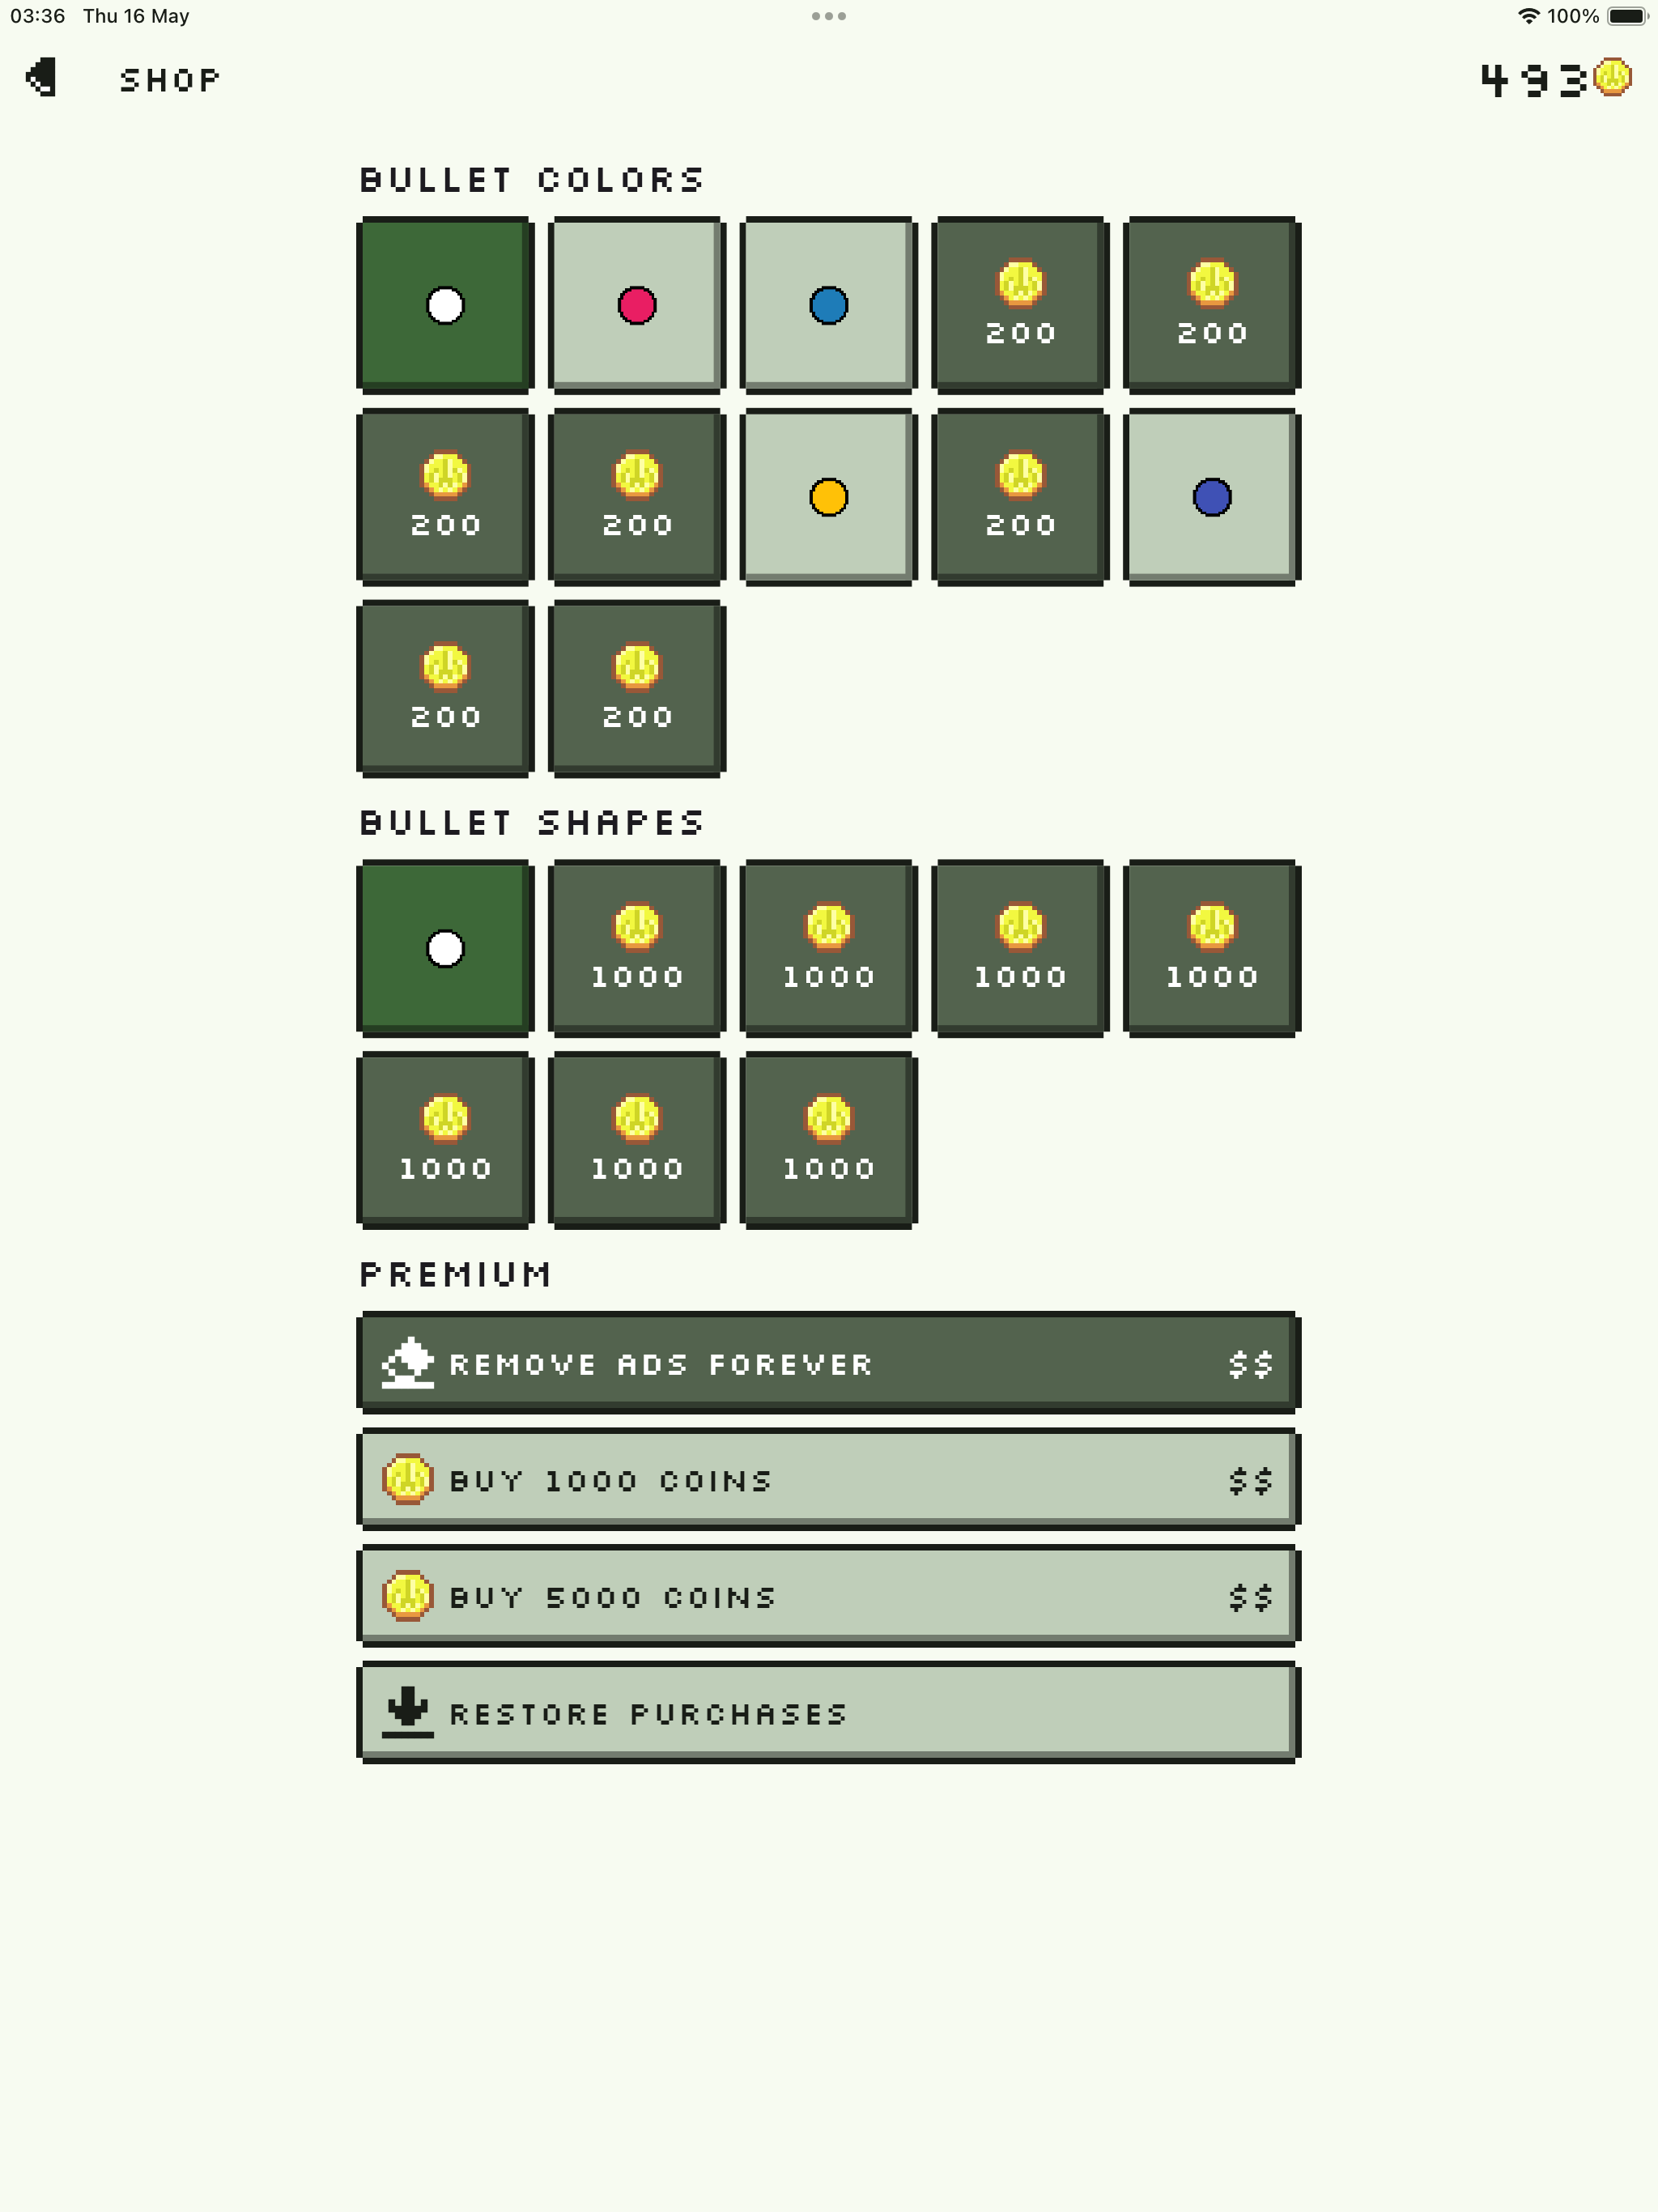 03:36 Thu 16 May 100%
SHOP 493
BULLET COLORS
200 200
200 200 200
200 200
BULLET SHAPES
1000 1000 1000 1000
1000 1000 1000
PREMIUM
REMOVE ADS FOREVER $$
BUY 1000 COINS $$
BUY 5000 COINS $$
RESTORE PURCHASES